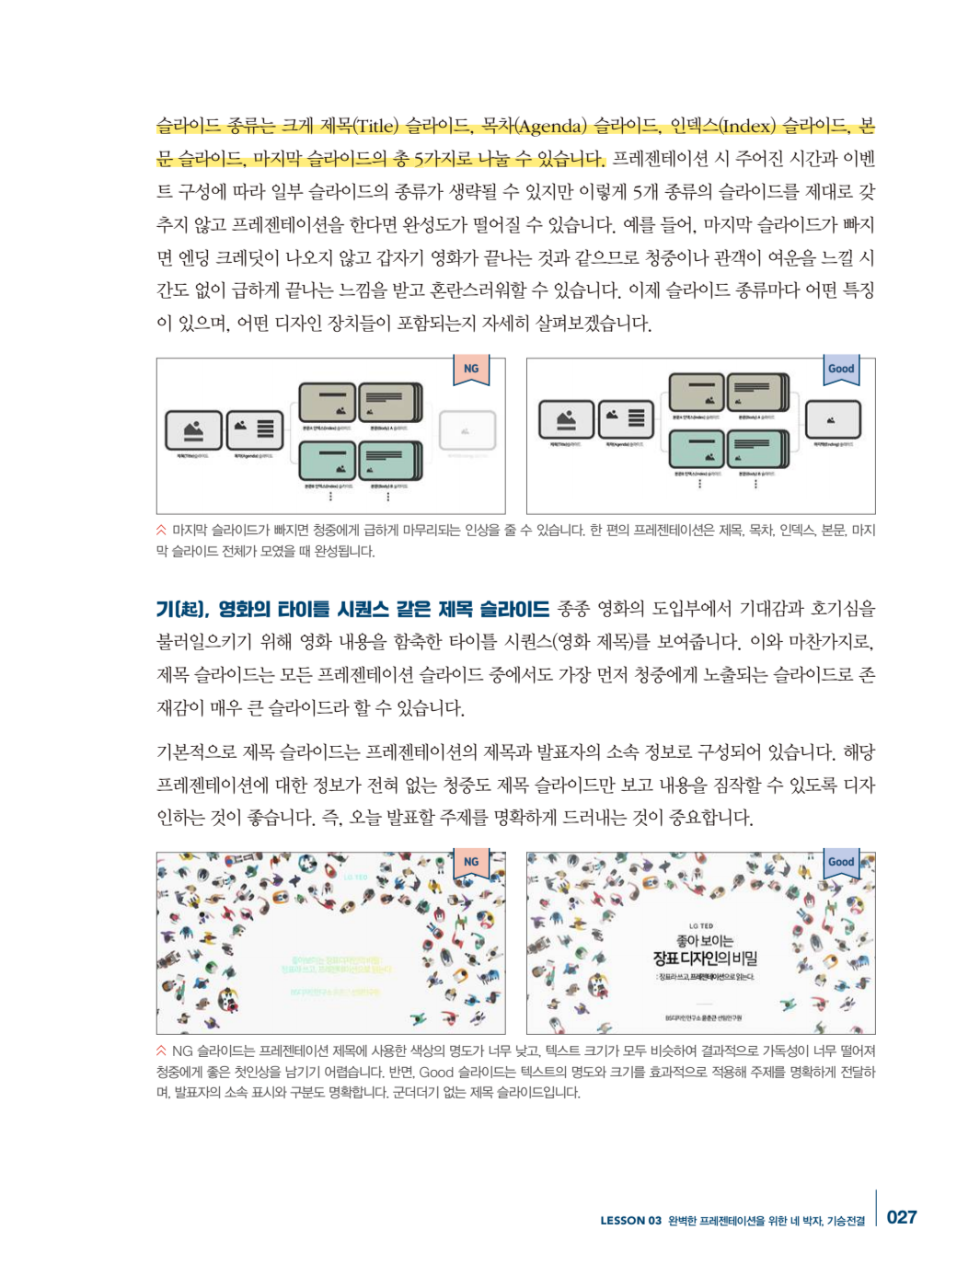 슬라이드 종류는 크게 제목(Title) 슬라이드, 목차(Agenda) 슬라이드, 인덱스(Index) 슬라이드, 본
문 슬라이드, 마지막 슬라이드의 총 5가지로 나눌 수 있습니다. 프레젠테이션 시 주어진 시간과 이벤
트 구성에 따라 일부 슬라이드의 종류가 생략될 수 있지만 이렇게 5개 종류의 슬라이드를 제대로 갖
추지 않고 프레젠테이션을 한다면 완성도가 떨어질 수 있습니다. 예를 들어, 마지막 슬라이드가 빠지
면 엔딩 크레딧이 나오지 않고 갑자기 영화가 끝나는 것과 같으므로 청중이나 관객이 여운을 느낄 시
간도 없이 급하게 끝나는 느낌을 받고 혼란스러워할 수 있습니다. 이제 슬라이드 종류마다 어떤 특징
이 있으며, 어떤 디자인 장치들이 포함되는지 자세히 살펴보겠습니다.
NG
Good
마지막 슬라이드가 빠지면 청중에게 급하게 마무리되는 인상을 줄 수 있습니다. 한 편의 프레젠테이션은 제목, 목차, 인덱스, 본문, 마지
막 슬라이드 전체가 모였을 때 완성됩니다.
기(起), 영화의 타이틀 시퀀스 같은 제목 슬라이드 종종 영화의 도입부에서 기대감과 호기심을
불러일으키기 위해 영화 내용을 함축한 타이틀 시퀀스(영화 제목)를 보여줍니다. 이와 마찬가지로,
제목 슬라이드는 모든 프레젠테이션 슬라이드 중에서도 가장 먼저 청중에게 노출되는 슬라이드로 존
재감이 매우 큰 슬라이드라 할 수 있습니다.
기본적으로 제목 슬라이드는 프레젠테이션의 제목과 발표자의 소속 정보로 구성되어 있습니다. 해당
프레젠테이션에 대한 정보가 전혀 없는 청중도 제목 슬라이드만 보고 내용을 짐작할 수 있도록 디자
인하는 것이 좋습니다. 즉, 오늘 발표할 주제를 명확하게 드러내는 것이 중요합니다.
NG
LG TED
Good
LG TED
좋아 보이는
장표 디자인의 비밀
: 장표라 쓰고, 프레젠테이션으로 읽는다.
NG 슬라이드는 프레젠테이션 제목에 사용한 색상의 명도가 너무 낮고, 텍스트 크기가 모두 비슷하여 결과적으로 가독성이 너무 떨어져
청중에게 좋은 첫인상을 남기기 어렵습니다. 반면, Good 슬라이드는 텍스트의 명도와 크기를 효과적으로 적용해 주제를 명확하게 전달하
며, 발표자의 소속 표시와 구분도 명확합니다. 군더더기 없는 제목 슬라이드입니다.
LESSON 03 완벽한 프레젠테이션을 위한 네 박자, 기승전결 027